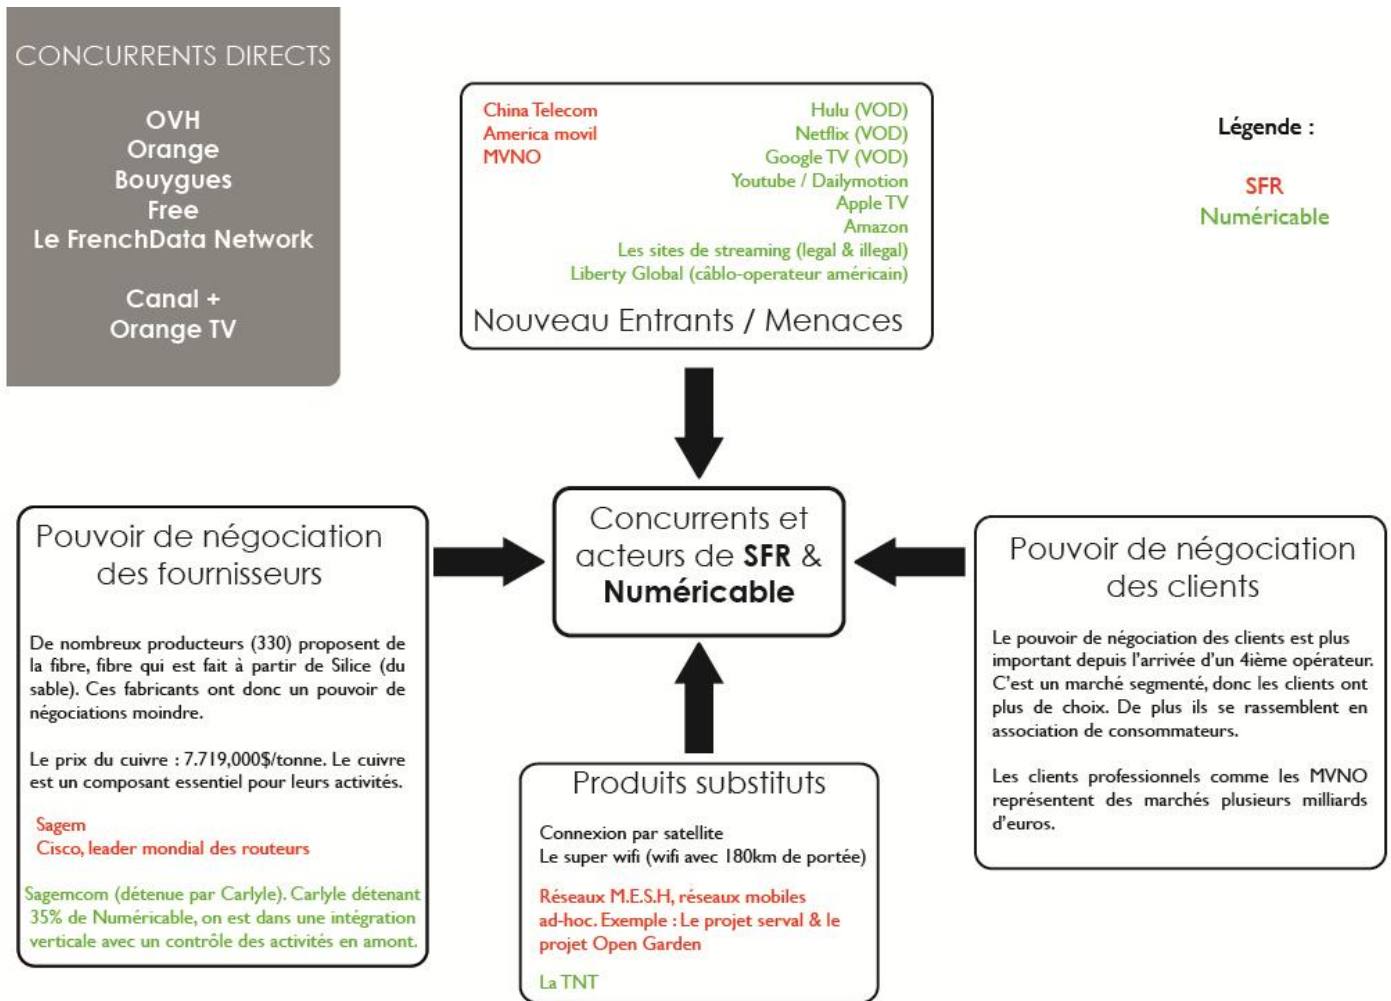 CONCURRENTS DIRECTS
OVH
Orange
Bouygues
Free
Le FrenchData Network
Canal +
Orange TV
China Telecom
America movil
MVNO
Hulu (VOD)
Netflix (VOD)
Google TV (VOD)
Youtube / Dailymotion
Apple TV
Amazon
Les sites de streaming (legal & illegal)
Liberty Global (câblo-operateur américain)
Nouveau Entrants / Menaces
Légende :
SFR
Numéricable
Pouvoir de négociation
des fournisseurs
De nombreux producteurs (330) proposent de
la fibre, fibre qui est fait à partir de Silice (du
sable). Ces fabricants ont donc un pouvoir de
négociations moindre.
Le prix du cuivre : 7.719,000$/tonne. Le cuivre
est un composant essentiel pour leurs activités.
Sagem
Cisco, leader mondial des routeurs
Sagemcom (détenue par Carlyle). Carlyle détenant
35% de Numéricable, on est dans une intégration
verticale avec un contrôle des activités en amont.
Concurrents et
acteurs de SFR &
Numéricable
Produits substituts
Connexion par satellite
Le super wifi (wifi avec 180km de portée)
Réseaux M.E.S.H, réseaux mobiles
ad-hoc. Exemple : Le projet serval & le
projet Open Garden
La TNT
Pouvoir de négociation
des clients
Le pouvoir de négociation des clients est plus
important depuis l'arrivée d'un 4ième opérateur.
C'est un marché segmenté, donc les clients ont
plus de choix. De plus ils se rassemblent en
association de consommateurs.
Les clients professionnels comme les MVNO
représentent des marchés plusieurs milliards
d'euros.